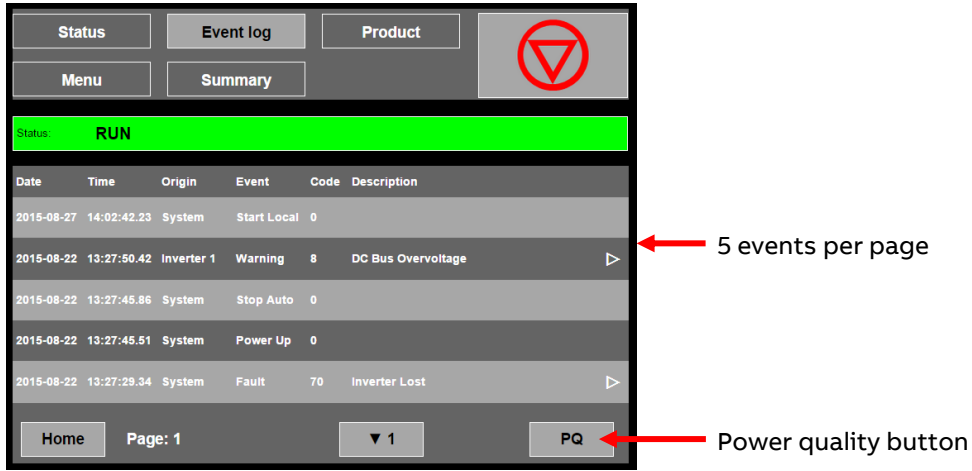 Status Event log Product
Menu Summary
Status: RUN
Date Time Origin Event Code Description
2015-08-27 14:02:42.23 System Start Local 0
2015-08-22 13:27:50.42 Inverter 1 Warning 8 DC Bus Overvoltage ▷
2015-08-22 13:27:45.86 System Stop Auto 0
2015-08-22 13:27:45.51 System Power Up 0
2015-08-22 13:27:29.34 System Fault 70 Inverter Lost ▷
Home Page: 1 ▼ 1 PQ
5 events per page
Power quality button